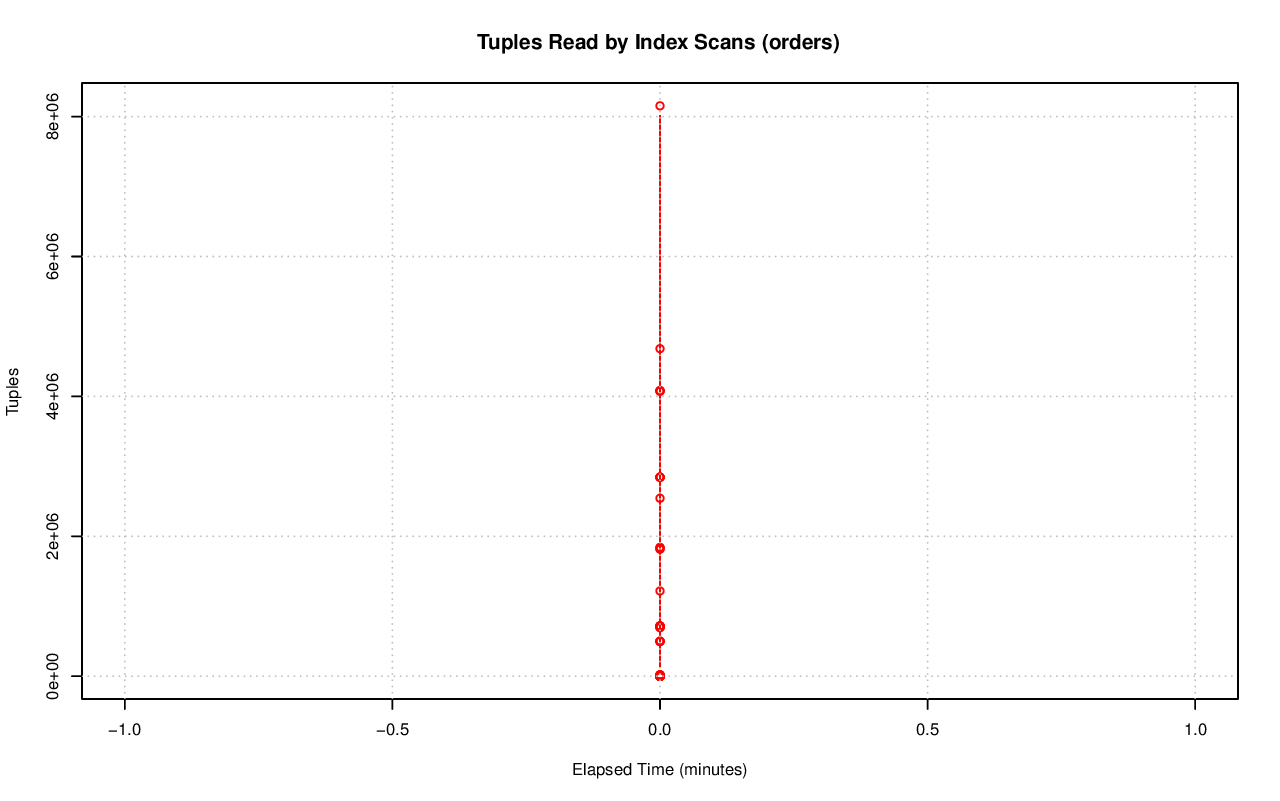 Tuples Read by Index Scans (orders)
Tuples
8e+06
6e+06
4e+06
2e+06
0e+00
−1.0
−0.5
0.0
0.5
1.0
Elapsed Time (minutes)